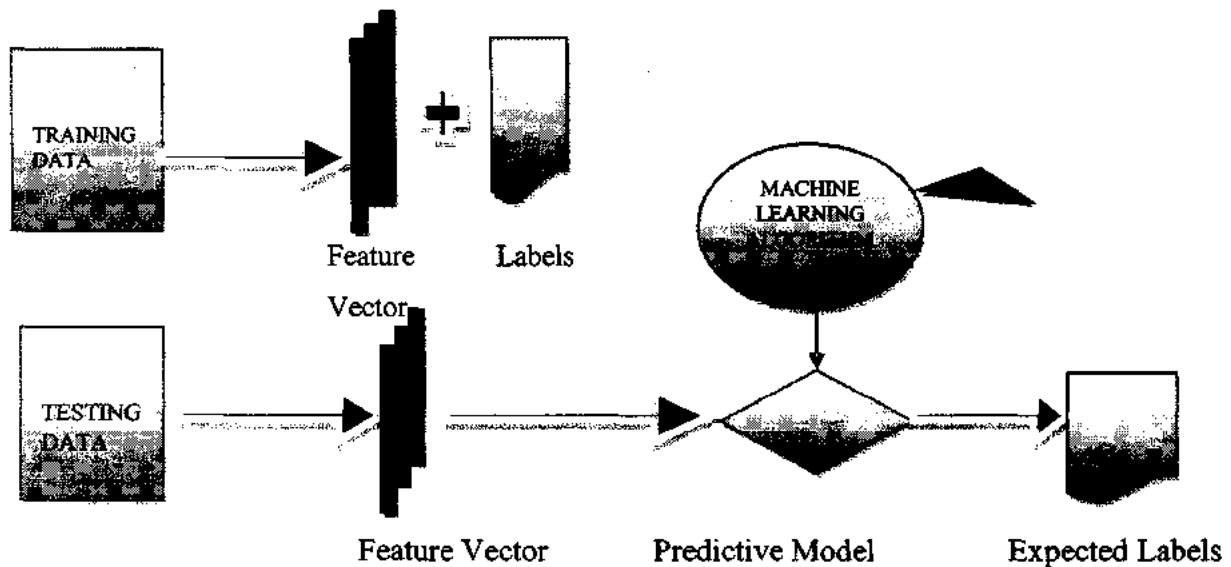 TRAINING
DATA
Feature
Vector
Labels
MACHINE
LEARNING
TESTING
DATA
Feature Vector
Predictive Model
Expected Labels